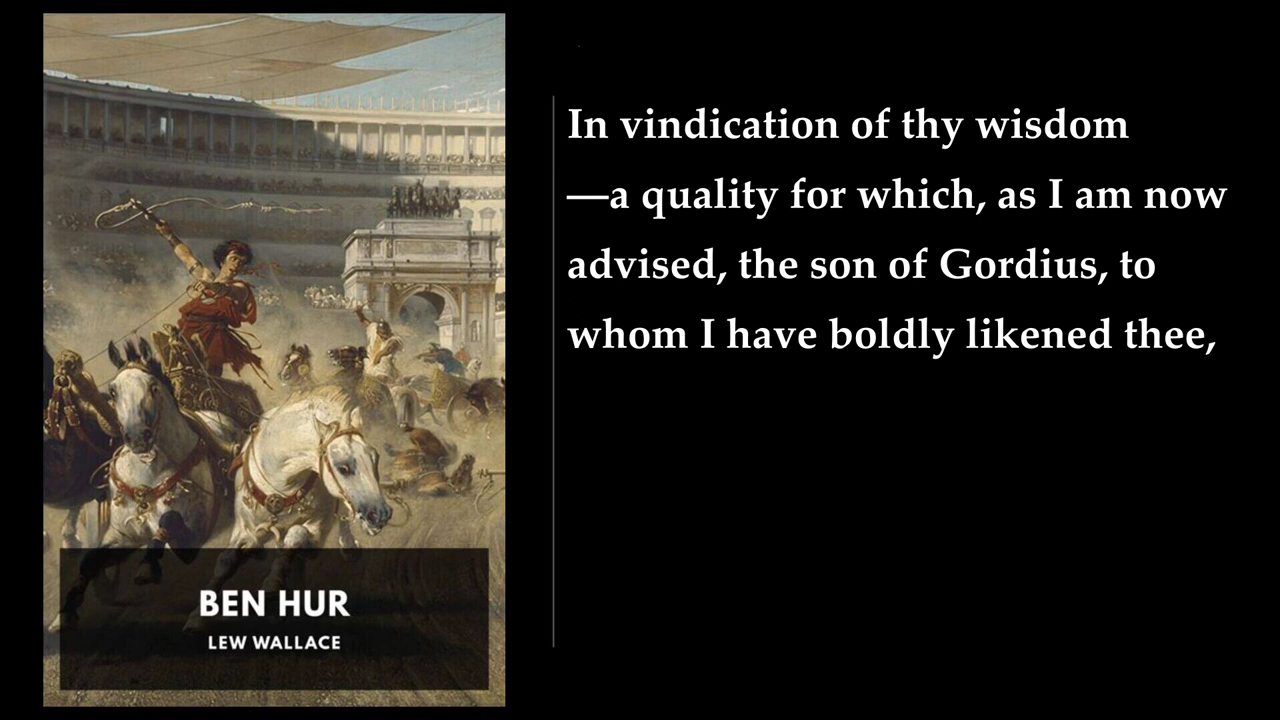 BEN HUR
LEW WALLACE
In vindication of thy wisdom
—a quality for which, as I am now
advised, the son of Gordius, to
whom I have boldly likened thee,